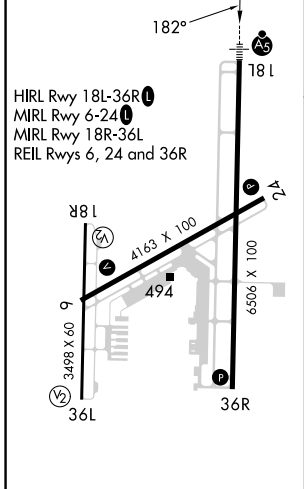 182°
A5
18L
HIRL Rwy 18L-36R L
MIRL Rwy 6-24 L
MIRL Rwy 18R-36L
REIL Rwys 6, 24 and 36R
P
24
18R
V2
V
4163 X 100
494
6
6506 X 100
3498 X 60
P
V2
36L
36R